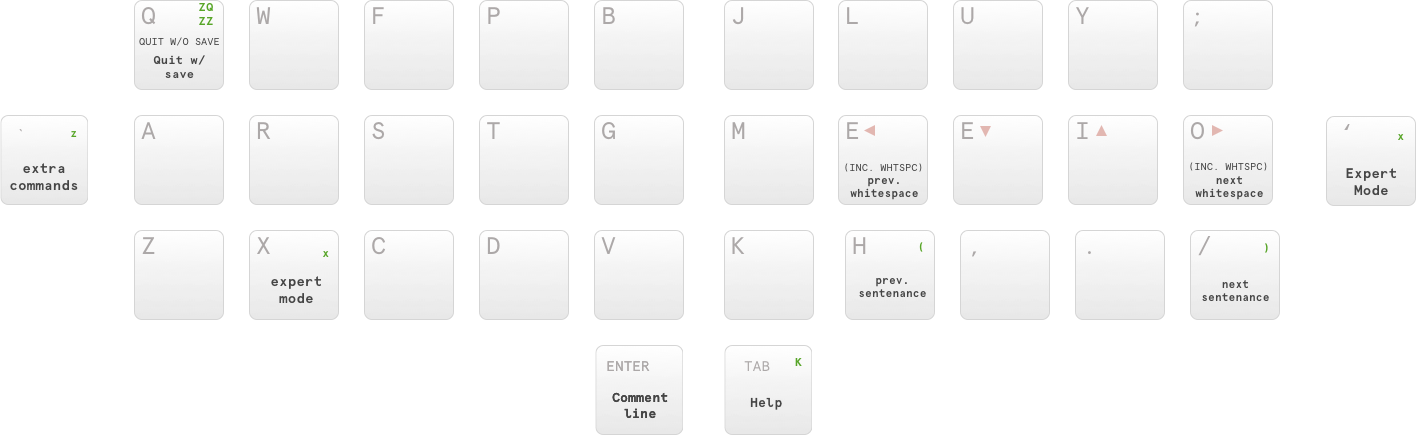 Q ZQ W F P B J L U Y ;
ZZ
QUIT W/O SAVE
Quit w/
save
` z A R S T G M E ◀ E ▼ I ▲ O ▶ ‘ x
extra
commands
(INC. WHTSPC)
prev.
whitespace
(INC. WHTSPC)
next
whitespace
Expert
Mode
Z X x C D V K H ( , . / )
expert
mode
prev.
sentenance
next
sentenance
ENTER
Comment
line
TAB K
Help